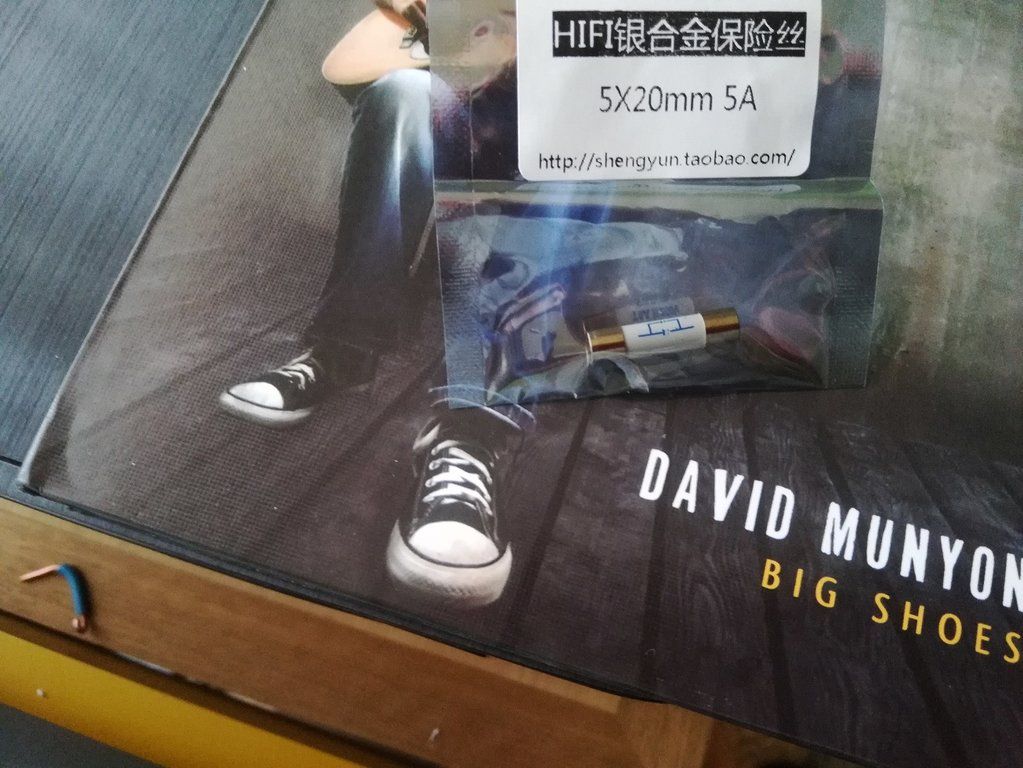 HIFI银合金保险丝
5X20mm 5A
http://shengyun.taobao.com/
DAVID MUNYON
BIG SHOES